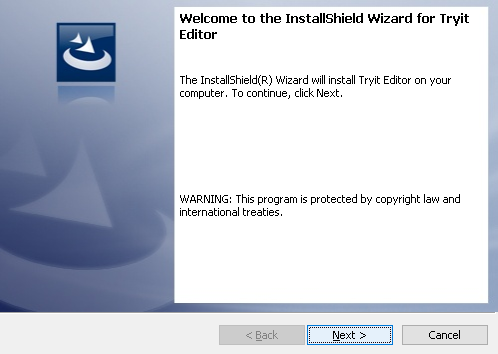 Welcome to the InstallShield Wizard for Tryit
Editor
The InstallShield(R) Wizard will install Tryit Editor on your
computer. To continue, click Next.
WARNING: This program is protected by copyright law and
international treaties.
< Back
Next >
Cancel